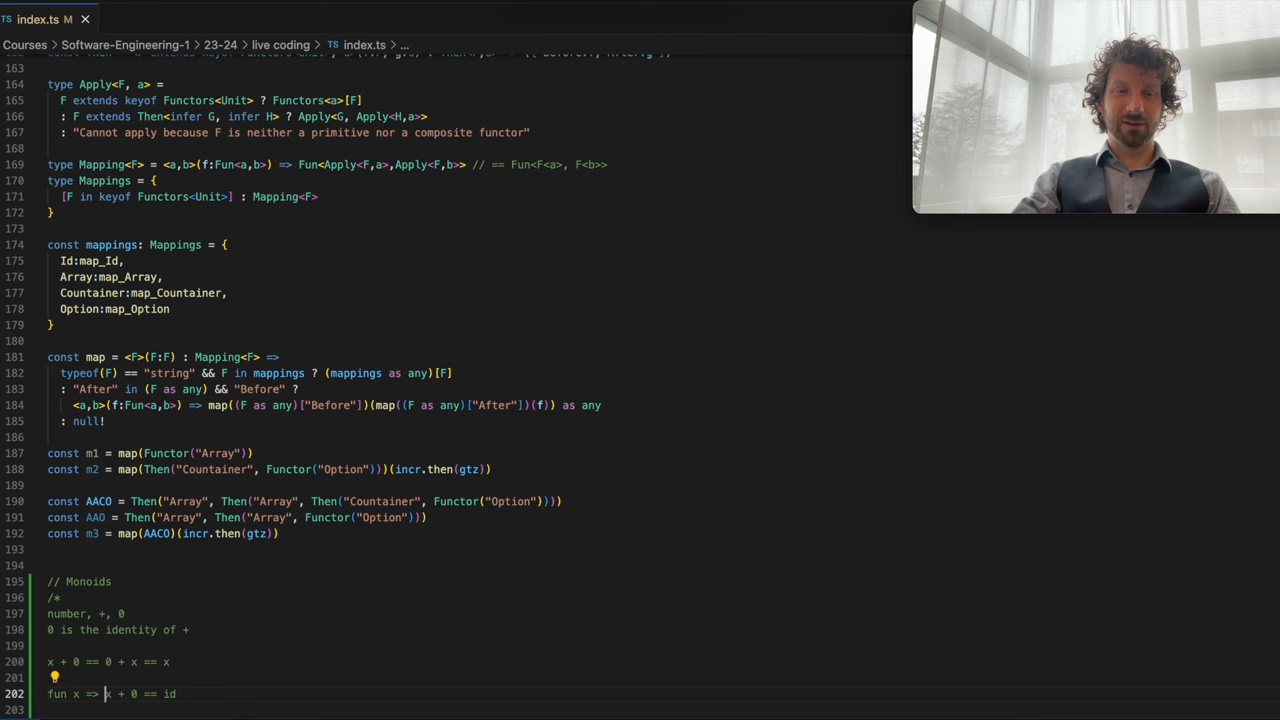 TS index.ts M ×
Courses > Software-Engineering-1 > 23-24 > live coding > TS index.ts > ...
163
164 type Apply<F, a> =
165 F extends keyof Functors<Unit> ? Functors<a>[F]
166 : F extends Then<infer G, infer H> ? Apply<G, Apply<H,a>>
167 : "Cannot apply because F is neither a primitive nor a composite functor"
168
169 type Mapping<F> = <a,b>(f:Fun<a,b>) => Fun<Apply<F,a>,Apply<F,b>> // == Fun<F<a>, F<b>>
170 type Mappings = {
171 [F in keyof Functors<Unit>] : Mapping<F>
172 }
173
174 const mappings: Mappings = {
175 Id:map_Id,
176 Array:map_Array,
177 Countainer:map_Countainer,
178 Option:map_Option
179 }
180
181 const map = <F>(F:F) : Mapping<F> =>
182 typeof(F) == "string" && F in mappings ? (mappings as any)[F]
183 : "After" in (F as any) && "Before" ?
184 <a,b>(f:Fun<a,b>) => map((F as any)["Before"])(map((F as any)["After"])(f)) as any
185 : null!
186
187 const m1 = map(Functor("Array"))
188 const m2 = map(Then("Countainer", Functor("Option")))(incr.then(gtz))
189
190 const AACO = Then("Array", Then("Array", Then("Countainer", Functor("Option"))))
191 const AAO = Then("Array", Then("Array", Functor("Option")))
192 const m3 = map(AACO)(incr.then(gtz))
193
194
195 // Monoids
196 /*
197 number, +, 0
198 0 is the identity of +
199
200 x + 0 == 0 + x == x
201
202 fun x => x + 0 == id
203